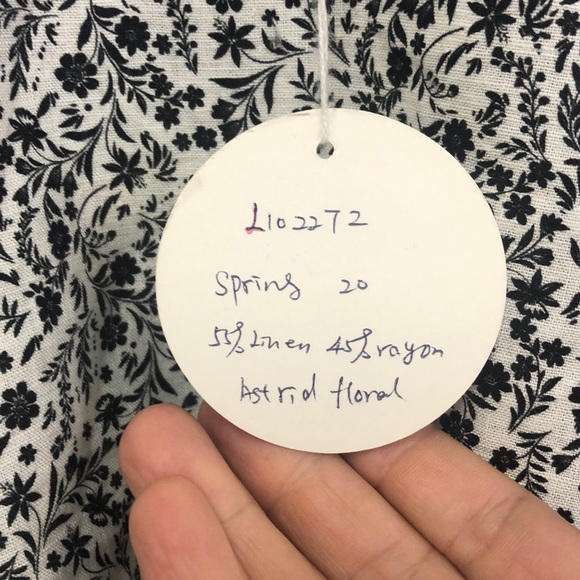 L102272
Spring 20
55% Linen 45% rayon
Astrid floral